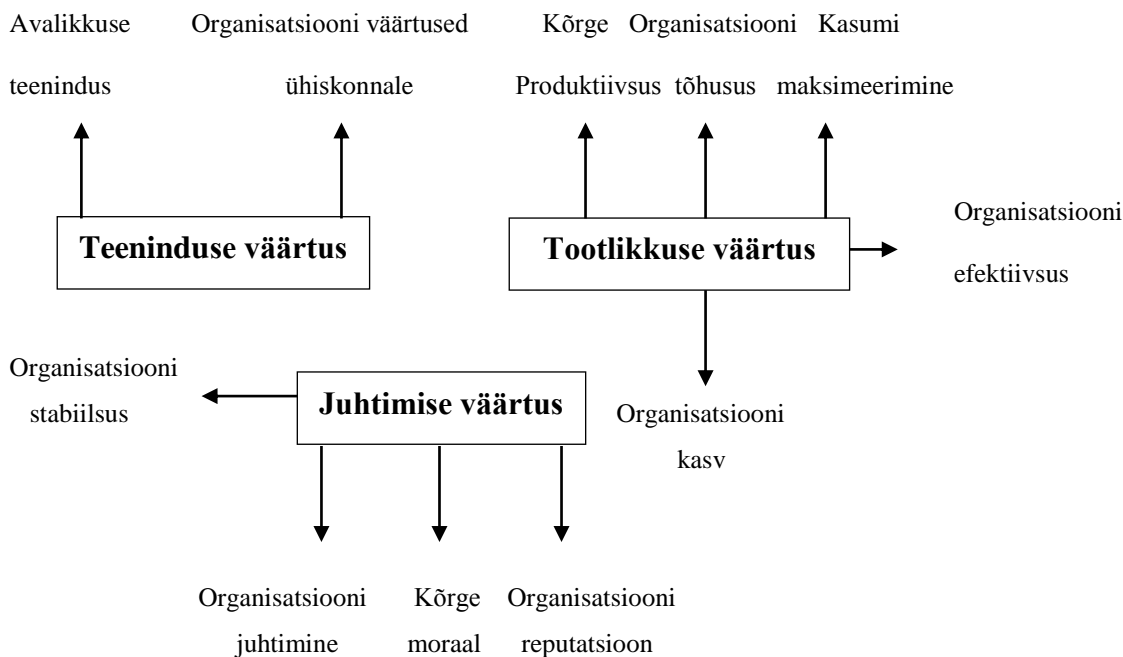 Avalikkuse Organisatsiooni väärtused Kõrge Organisatsiooni Kasumi
teenindus ühiskonnale Produktiivsus tõhusus maksimeerimine
Teeninduse väärtus
Tootlikkuse väärtus
Organisatsiooni
efektiivsus
Organisatsiooni
stabiilsus
Juhtimise väärtus
Organisatsiooni
kasv
Organisatsiooni Kõrge Organisatsiooni
juhtimine moraal reputatsioon